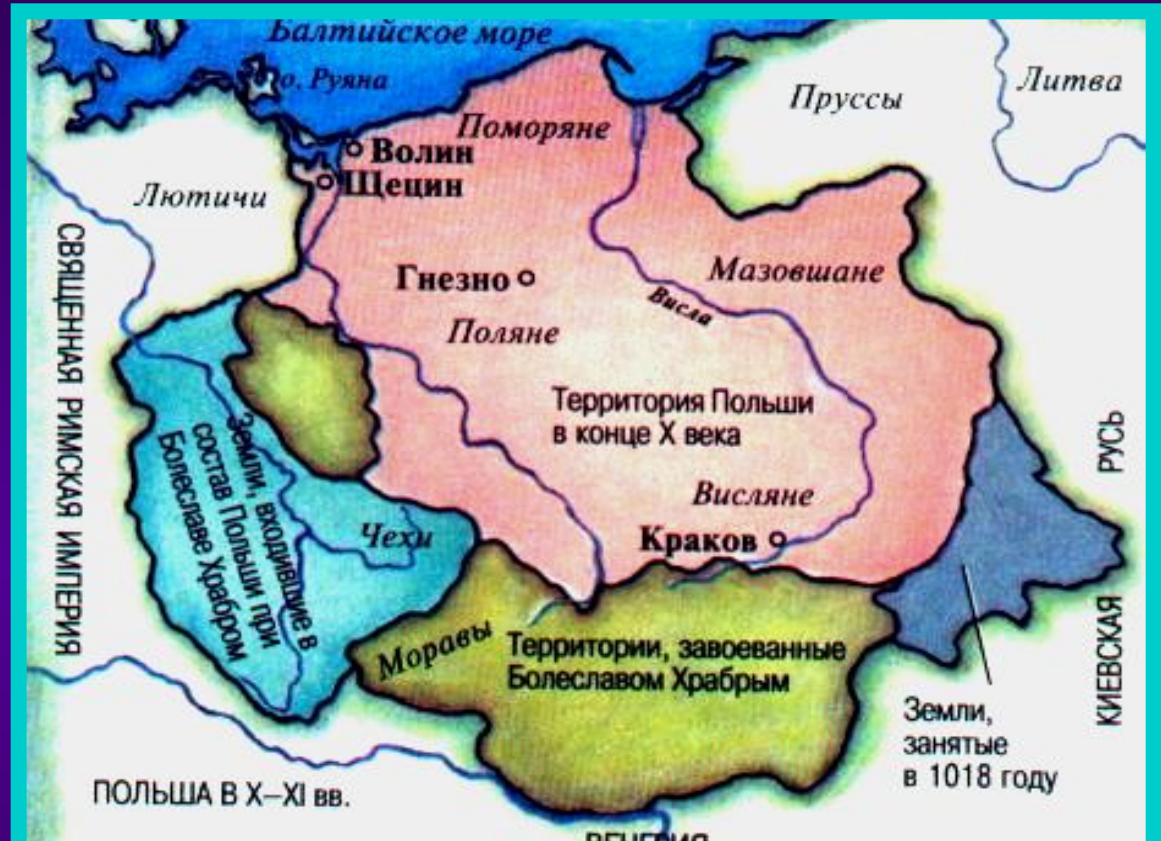 Балтийское море
о. Руяна
Поморяне
Пруссы
Литва
Волин
Щецин
Лютичи
СВЯЩЕННАЯ РИМСКАЯ ИМПЕРИЯ
Гнезно
Мазовшане
Висла
Поляне
Территория Польши
в конце X века
Земли, входившие в
состав Польши при
Болеславе Храбром
Чехи
Висляне
Краков
РУСЬ
КИЕВСКАЯ
Моравы
Территории, завоеванные
Болеславом Храбрым
Земли,
занятые
в 1018 году
ПОЛЬША В X–XI вв.
ВЕНГРИЯ